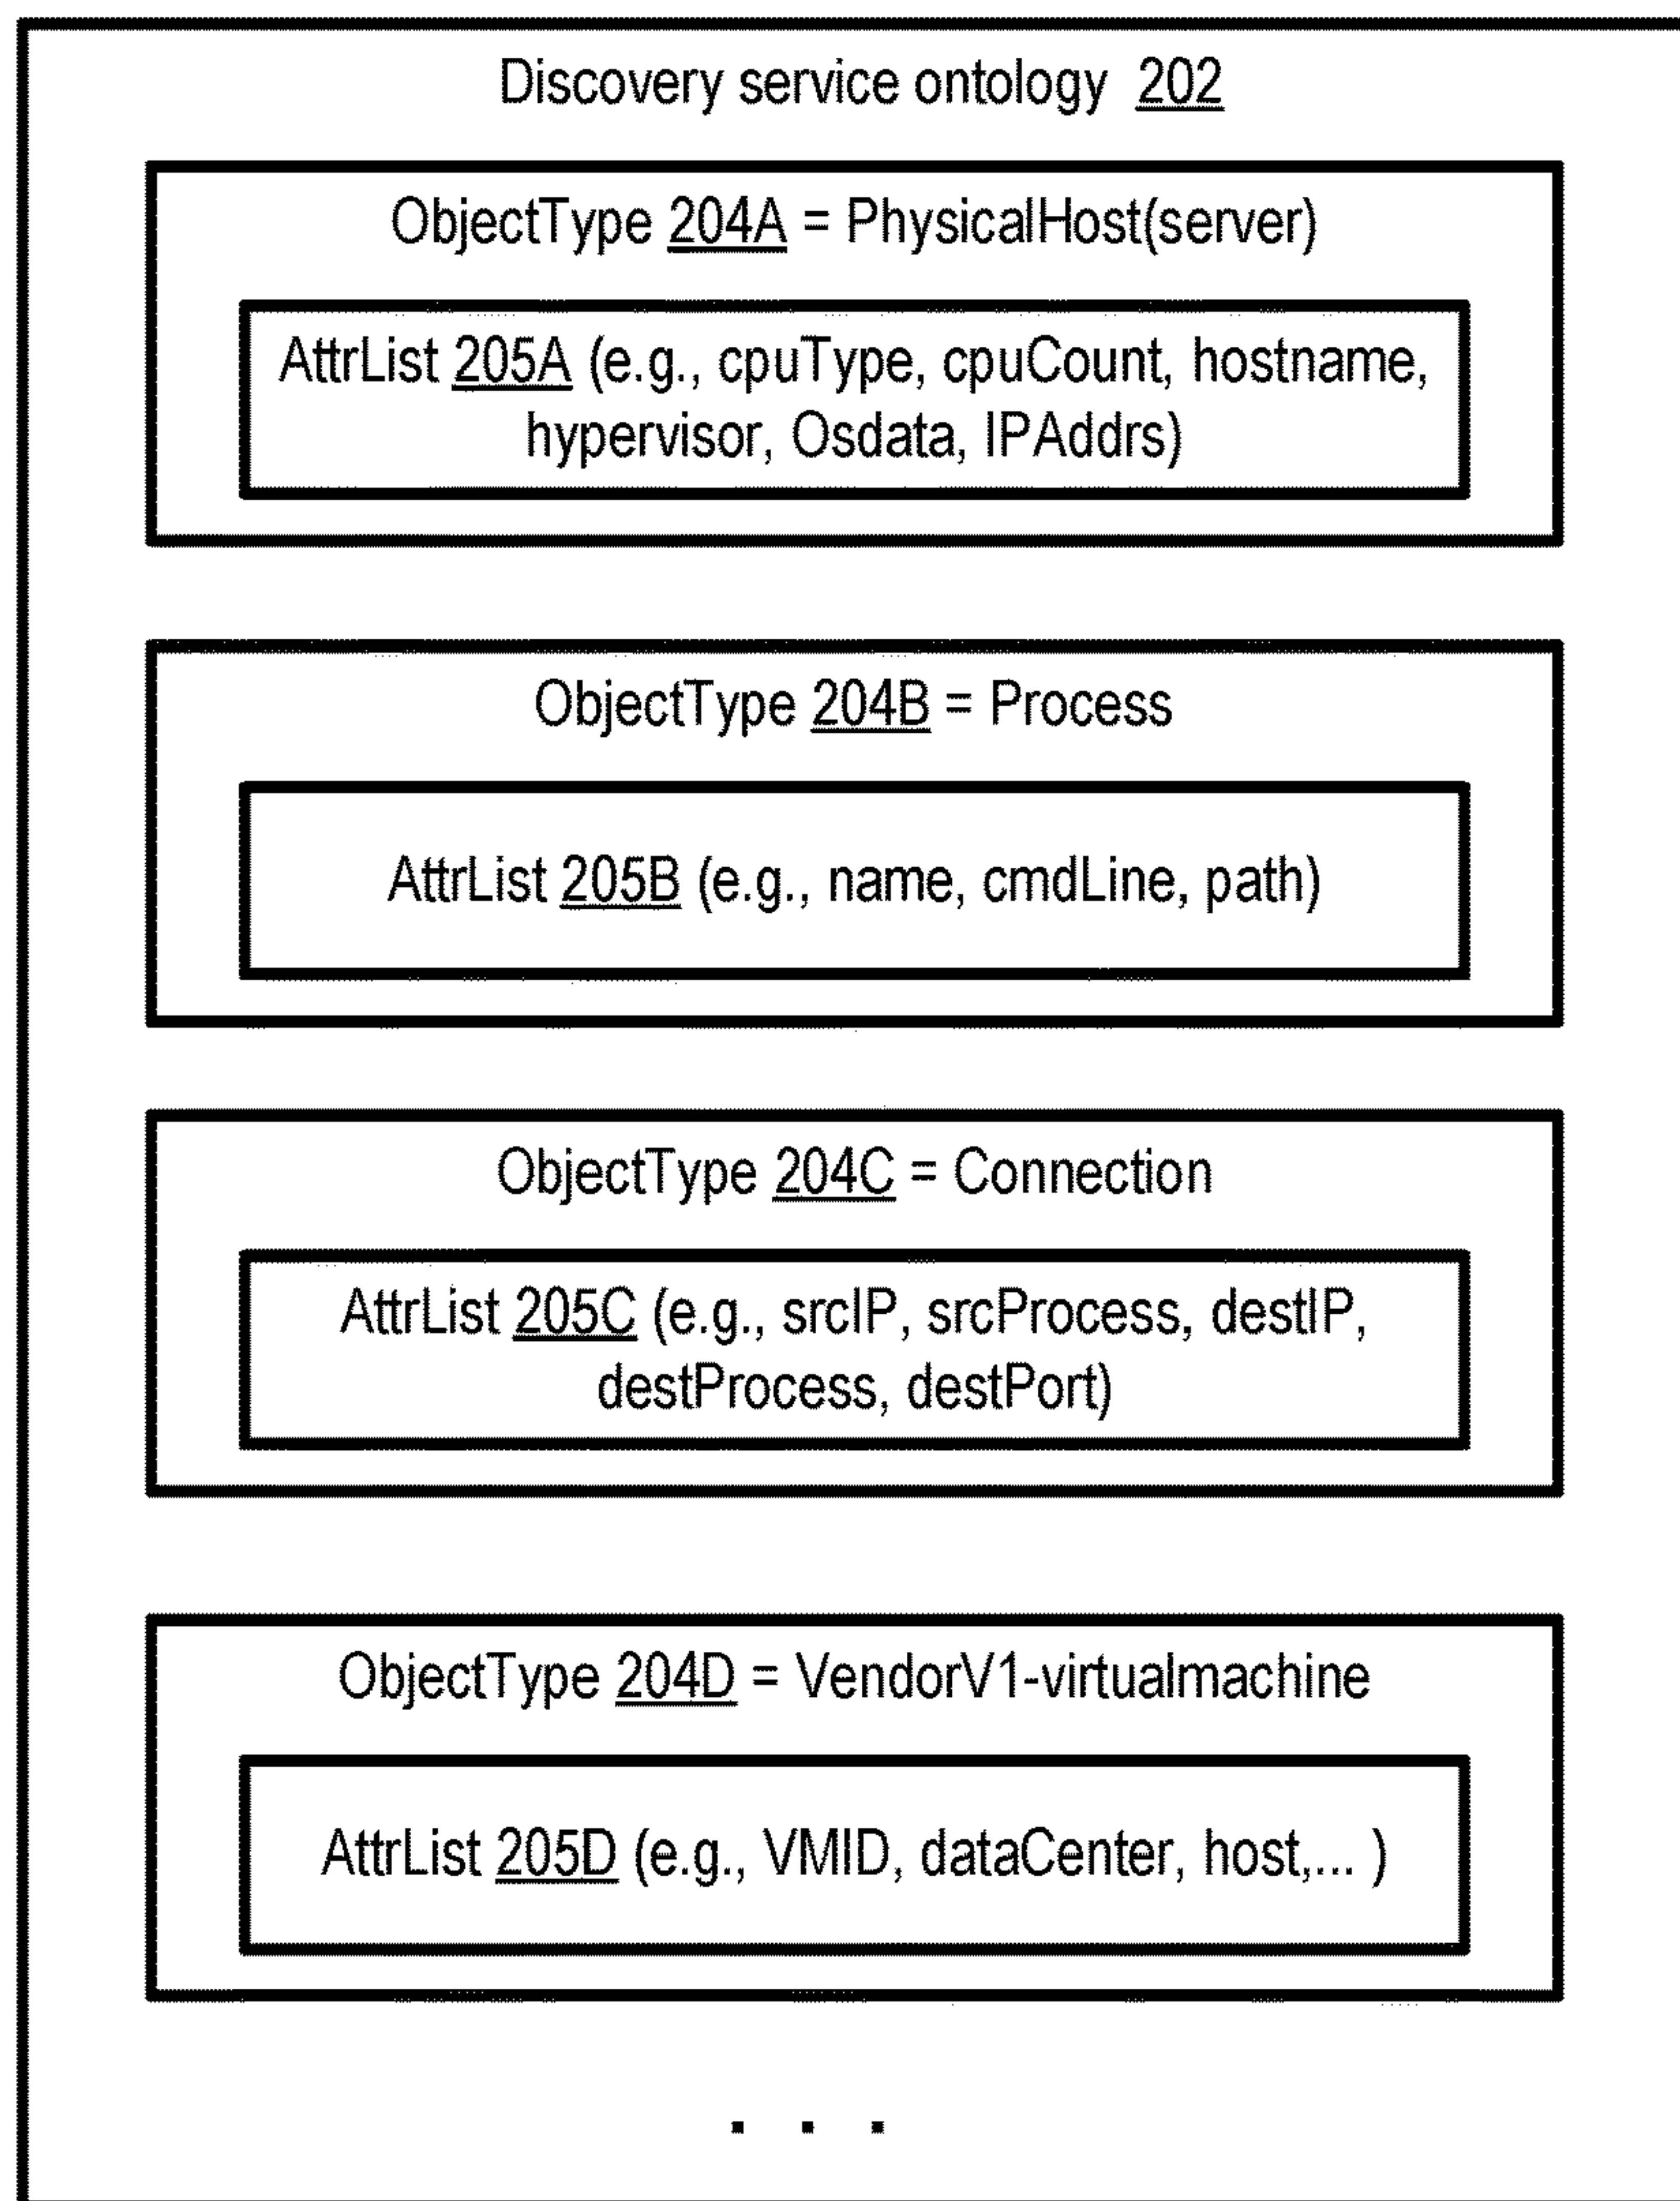 Discovery service ontology 202
ObjectType 204A = PhysicalHost(server)
AttrList 205A (e.g., cpuType, cpuCount, hostname,
hypervisor, Osdata, IPAddrs)
ObjectType 204B = Process
AttrList 205B (e.g., name, cmdLine, path)
ObjectType 204C = Connection
AttrList 205C (e.g., srcIP, srcProcess, destIP,
destProcess, destPort)
ObjectType 204D = VendorV1-virtualmachine
AttrList 205D (e.g., VMID, dataCenter, host,... )
. . .